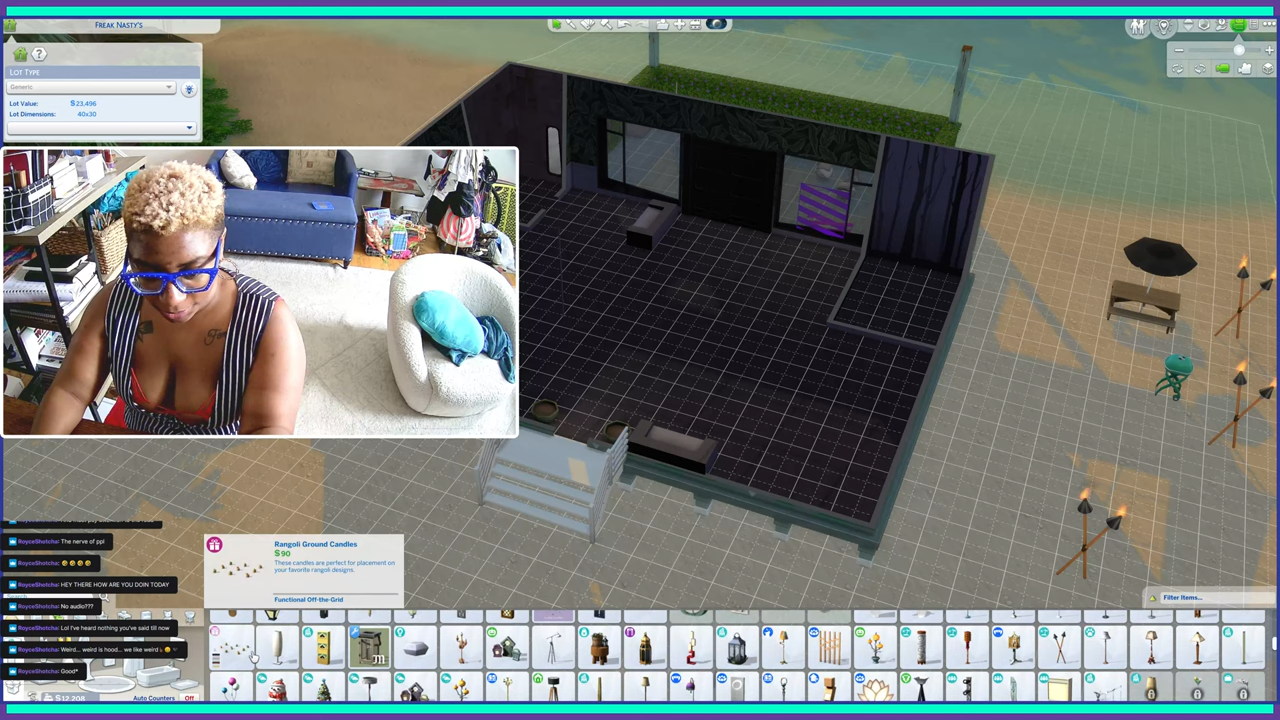 FREAK NASTY'S
LOT TYPE
Generic
Lot Value: $23,496
Lot Dimensions: 40x30
RoyceShotcha: The nerve of ppl
RoyceShotcha:
RoyceShotcha: HEY THERE HOW ARE YOU DOIN TODAY
RoyceShotcha: No audio???
RoyceShotcha: Lol I've heard nothing you've said till now
RoyceShotcha: Weird... weird is hood... we like weird
RoyceShotcha: Good*
Rangoli Ground Candles
$90
These candles are perfect for placement on
your favorite rangoli designs.
Functional Off-the-Grid
Filter Items...
$12,208
Auto Counters Off